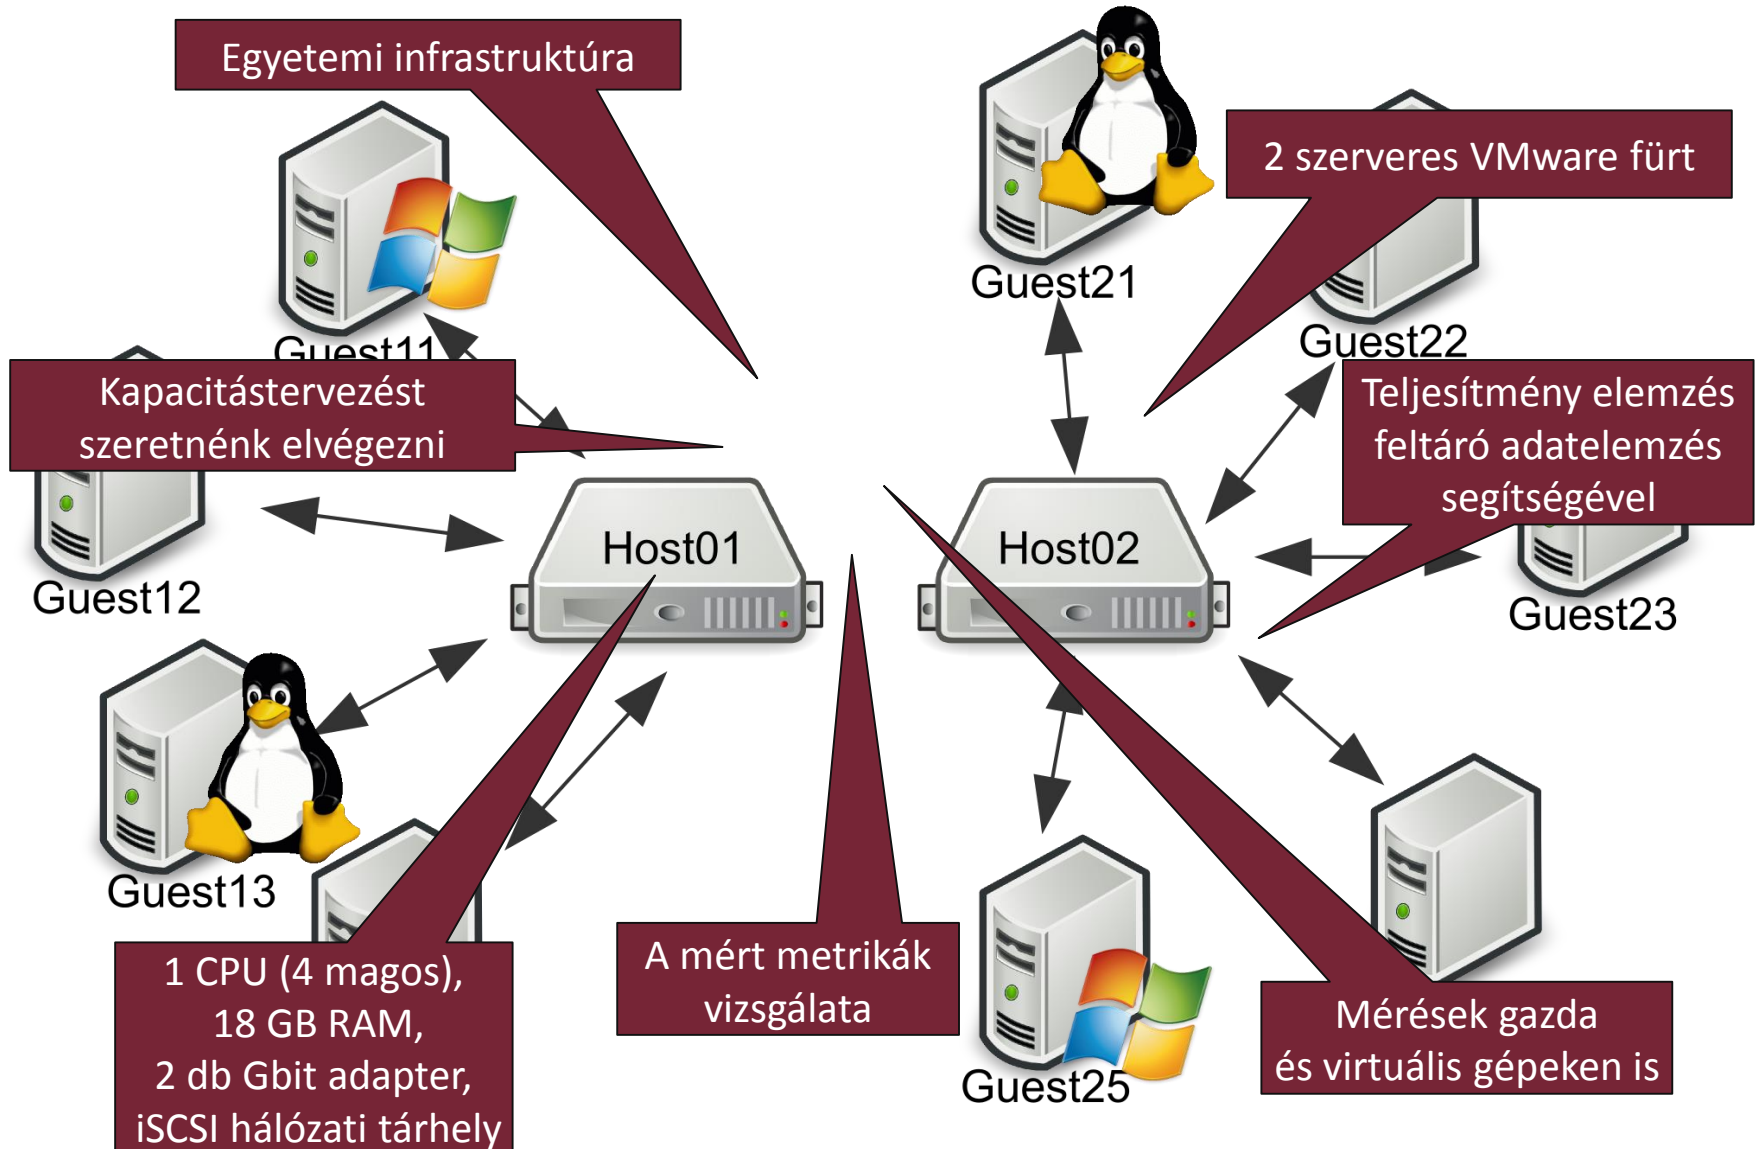 Egyetemi infrastruktúra
2 szerveres VMware fürt
Guest21
Guest11
Guest22
Kapacitástervezést
szeretnénk elvégezni
Teljesítmény elemzés
feltáró adatelemzés
segítségével
Host01
Host02
Guest12
Guest23
Guest13
1 CPU (4 magos),
18 GB RAM,
2 db Gbit adapter,
iSCSI hálózati tárhely
A mért metrikák
vizsgálata
Guest25
Mérések gazda
és virtuális gépeken is